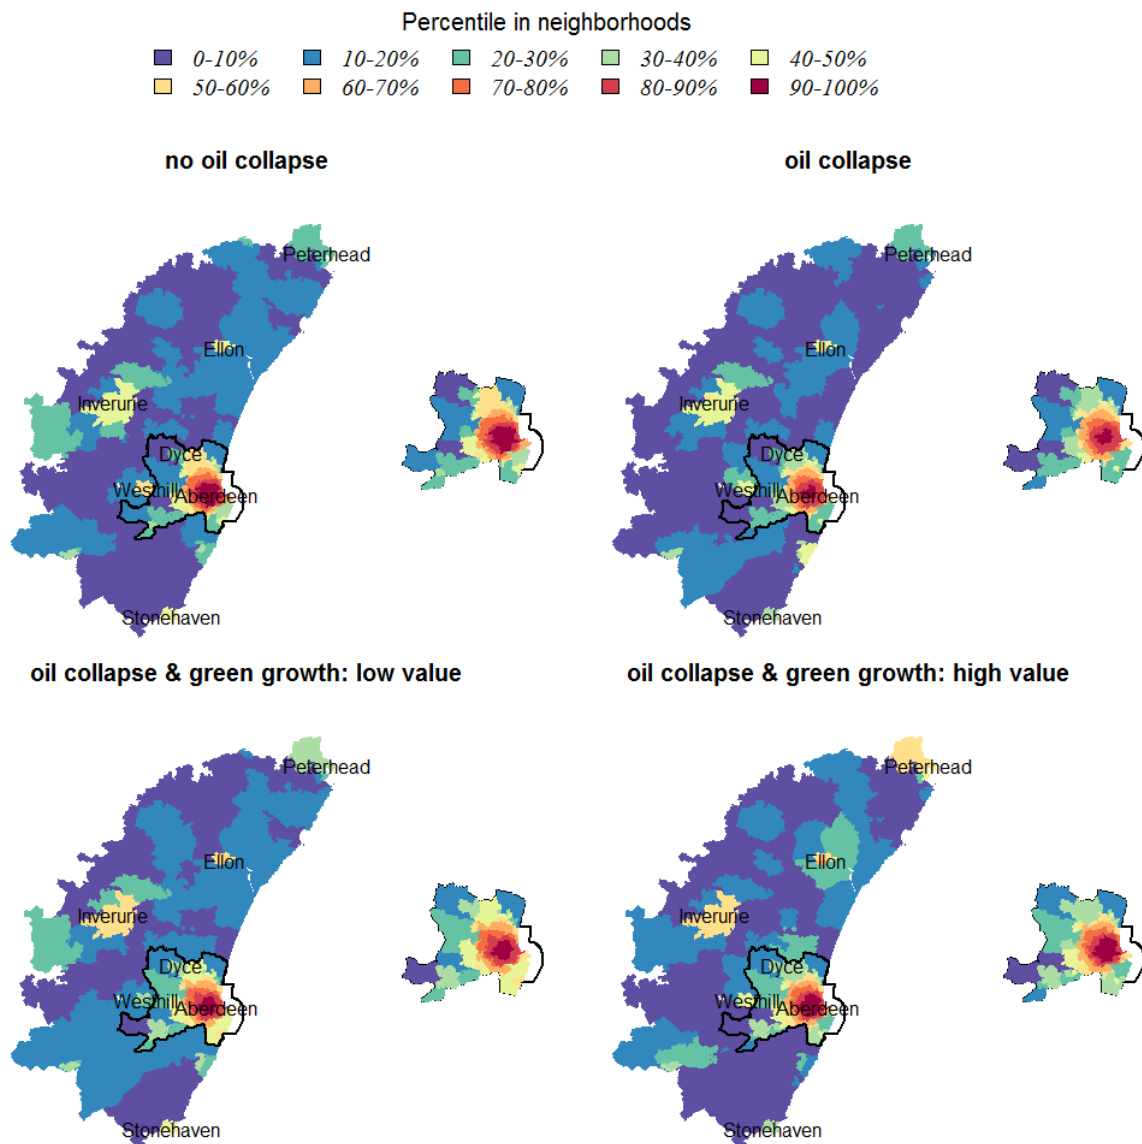 Percentile in neighborhoods
0-10% 10-20% 20-30% 30-40% 40-50%
50-60% 60-70% 70-80% 80-90% 90-100%
no oil collapse
oil collapse
Peterhead
Ellon
Inverurie
Dyce
Westhill
Aberdeen
Stonehaven
Peterhead
Ellon
Inverurie
Dyce
Westhill
Aberdeen
Stonehaven
oil collapse & green growth: low value
oil collapse & green growth: high value
Peterhead
Ellon
Inverurie
Dyce
Westhill
Aberdeen
Stonehaven
Peterhead
Ellon
Inverurie
Dyce
Westhill
Aberdeen
Stonehaven